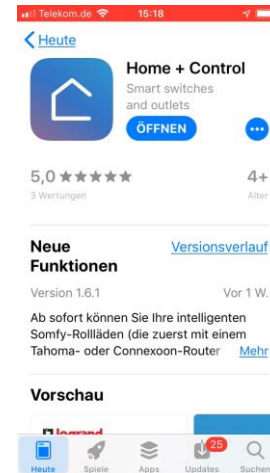 Telekom.de 15:18
Heute
Home + Control
Smart switches
and outlets
ÖFFNEN
5,0 ★★★★★ 4+
3 Wertungen Alter
Neue Versionsverlauf
Funktionen
Version 1.6.1 Vor 1 W.
Ab sofort können Sie Ihre intelligenten
Somfy-Rollläden (die zuerst mit einem
Tahoma- oder Connexoon-Router Mehr
Vorschau
legrand
25
Heute Spiele Apps Updates Suchen